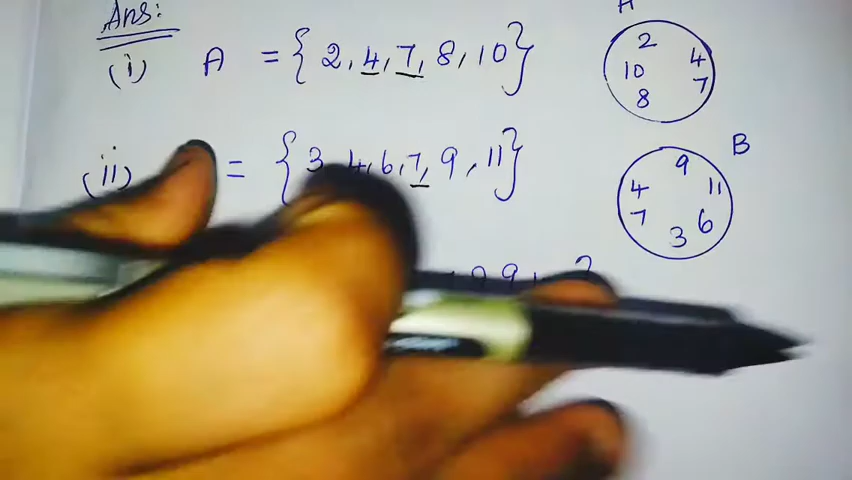 Ans:
(i) A = {2, 4, 7, 8, 10}
A
2
10 4
7
8
(ii) = {3, 4, 6, 7, 9, 11}
B
9
4 11
7 6
3